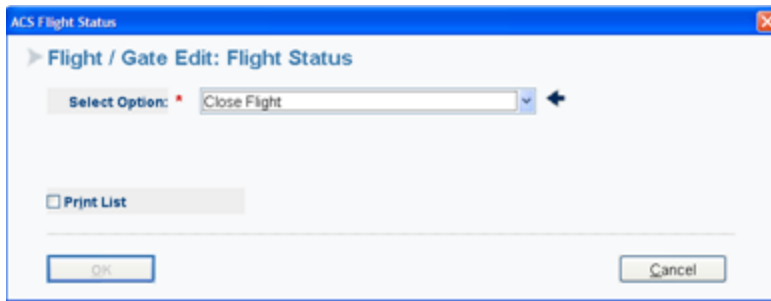 ACS Flight Status
Flight / Gate Edit: Flight Status
Select Option: * Close Flight
Print List
OK
Cancel